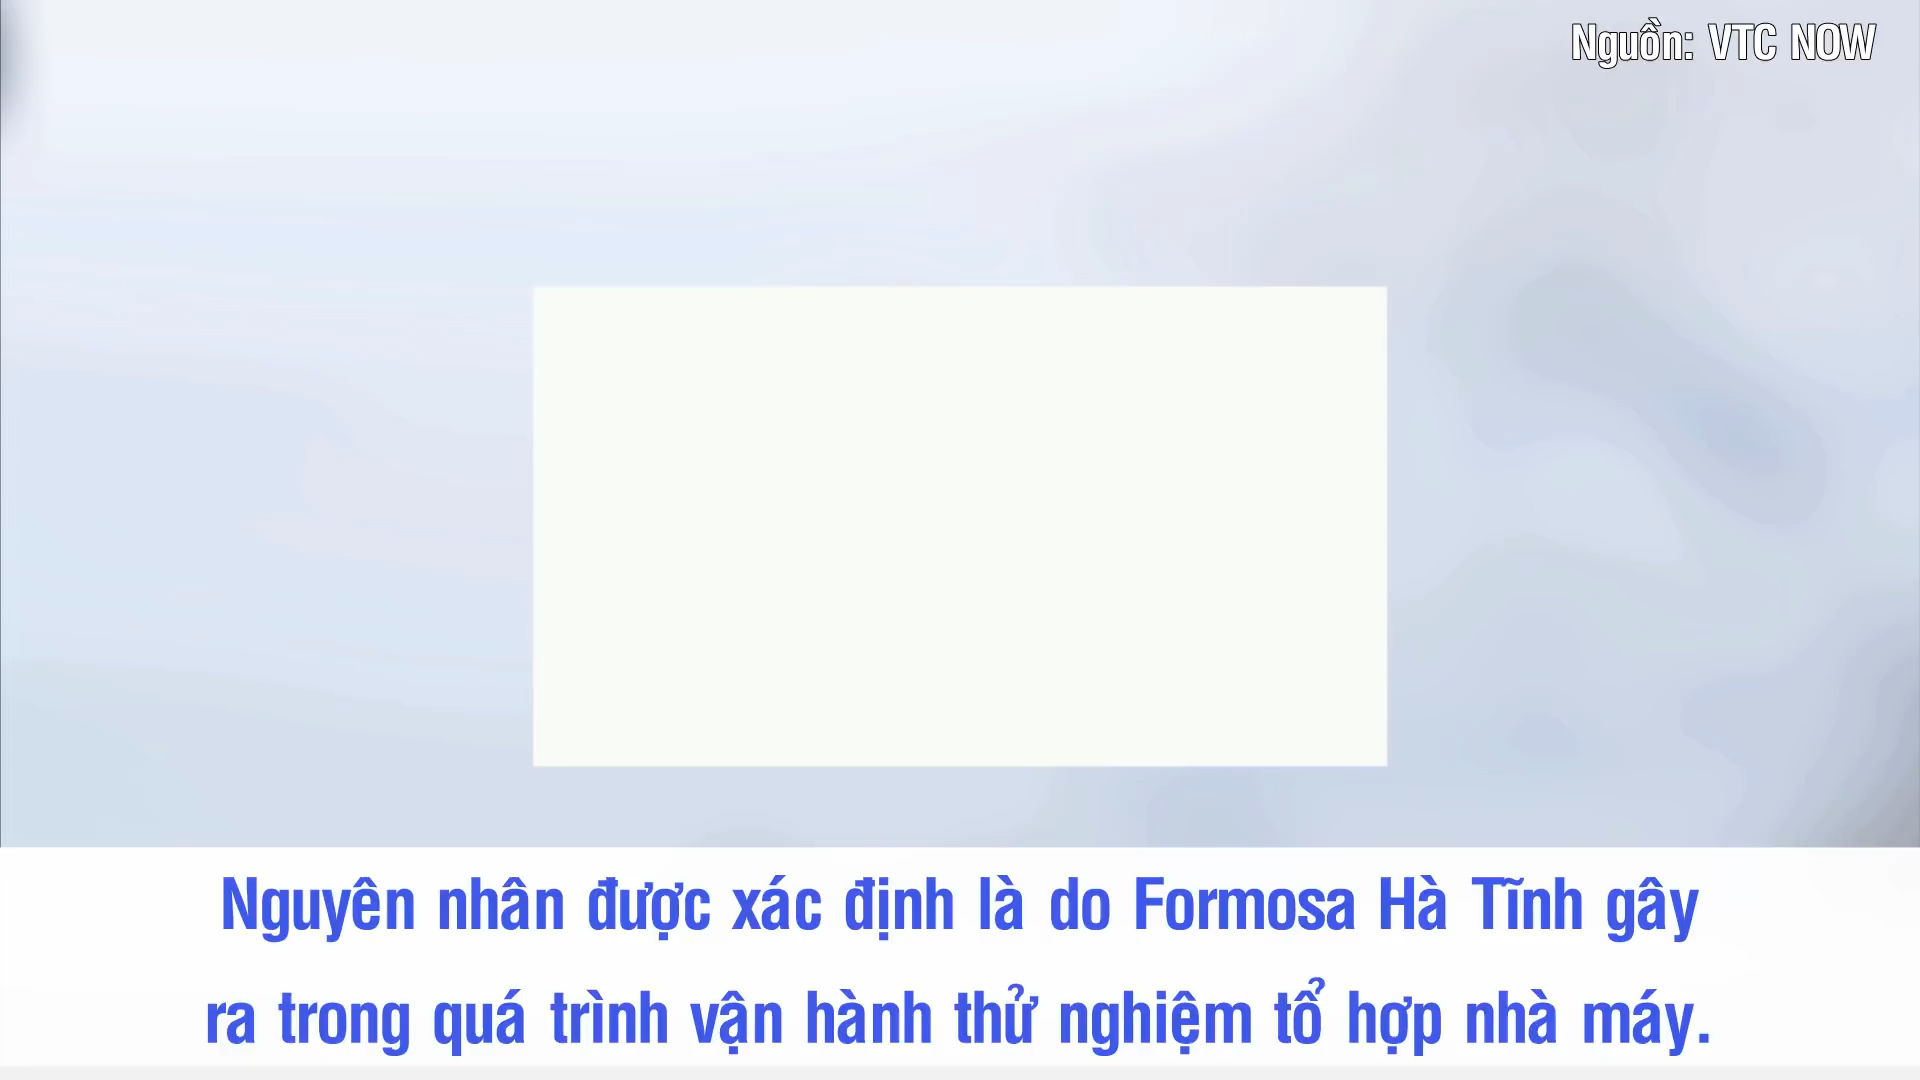 Nguồn: VTC NOW
Nguyên nhân được xác định là do Formosa Hà Tĩnh gây
ra trong quá trình vận hành thử nghiệm tổ hợp nhà máy.